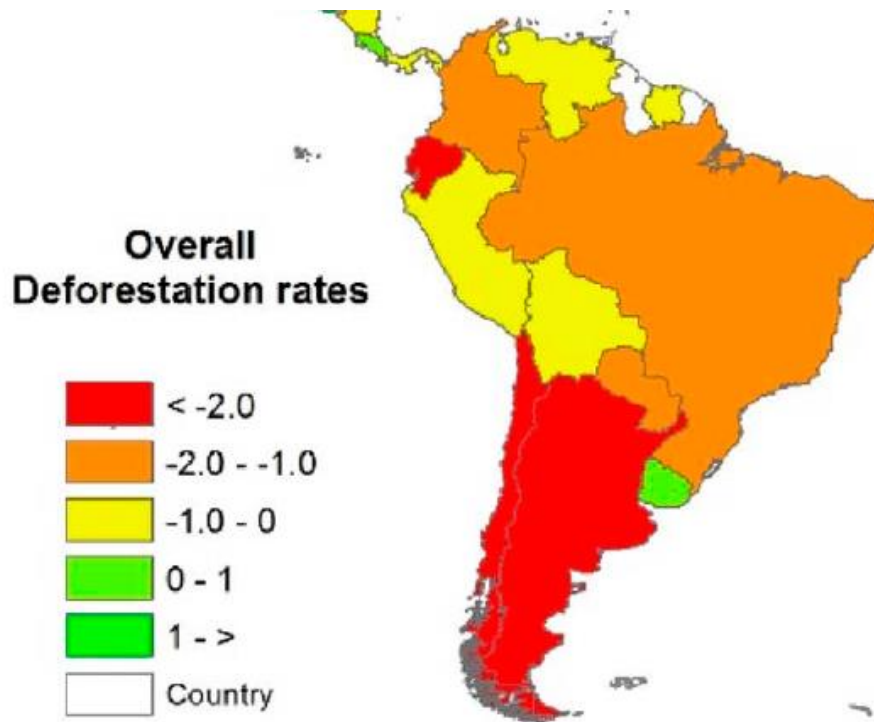 Overall
Deforestation rates
< -2.0
-2.0 - -1.0
-1.0 - 0
0 - 1
1 - >
Country